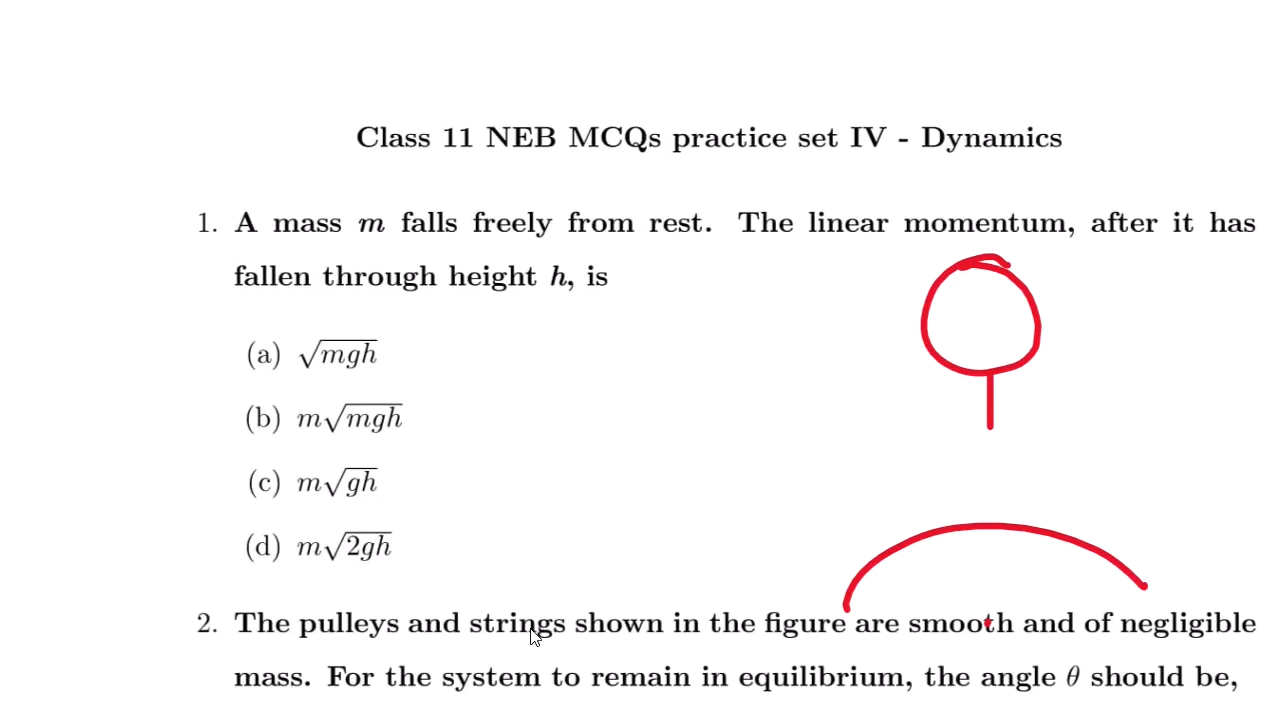 Class 11 NEB MCQs practice set IV - Dynamics
1. A mass m falls freely from rest. The linear momentum, after it has
fallen through height h, is
(a) √mgh
(b) m√mgh
(c) m√gh
(d) m√2gh
2. The pulleys and strings shown in the figure are smooth and of negligible
mass. For the system to remain in equilibrium, the angle θ should be,